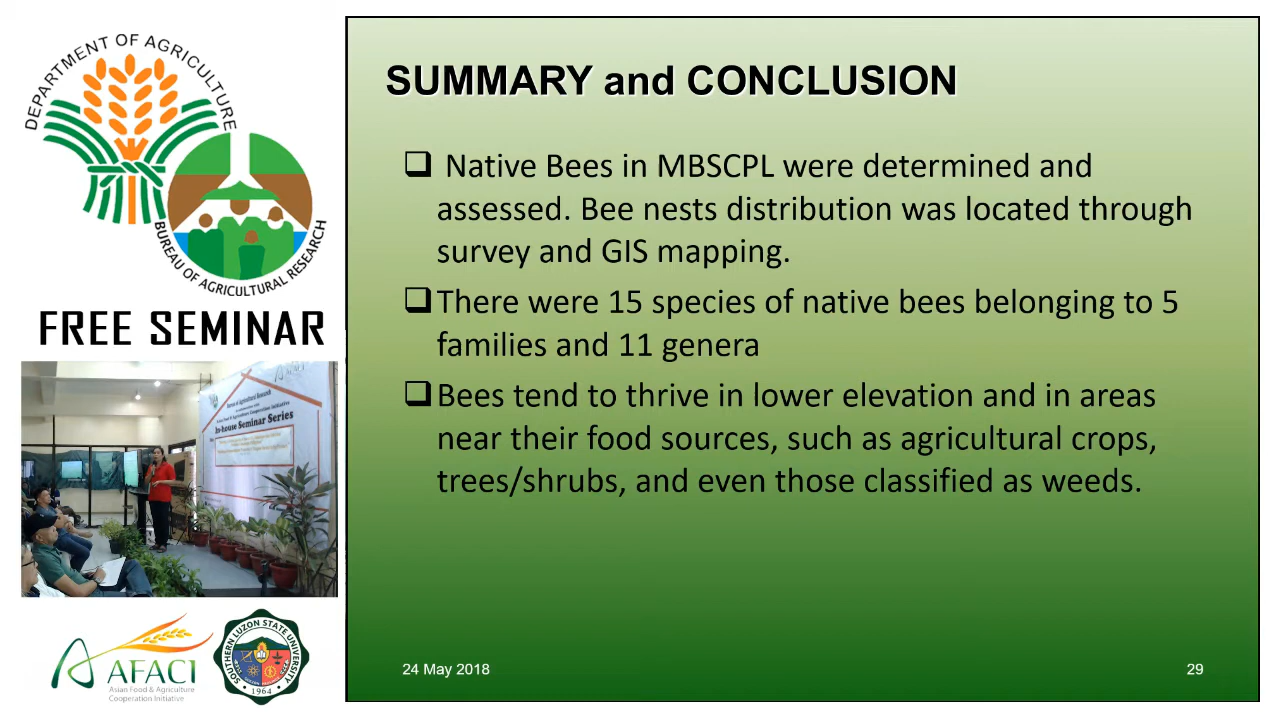 DEPARTMENT OF AGRICULTURE
BUREAU OF AGRICULTURAL RESEARCH
FREE SEMINAR
Bureau of Agricultural Research
In-house Seminar Series
AFACI
Asian Food & Agriculture
Cooperation Initiative
SOUTHERN LUZON STATE UNIVERSITY
1964
SUMMARY and CONCLUSION
❑ Native Bees in MBSCPL were determined and
assessed. Bee nests distribution was located through
survey and GIS mapping.
❑There were 15 species of native bees belonging to 5
families and 11 genera
❑Bees tend to thrive in lower elevation and in areas
near their food sources, such as agricultural crops,
trees/shrubs, and even those classified as weeds.
24 May 2018
29